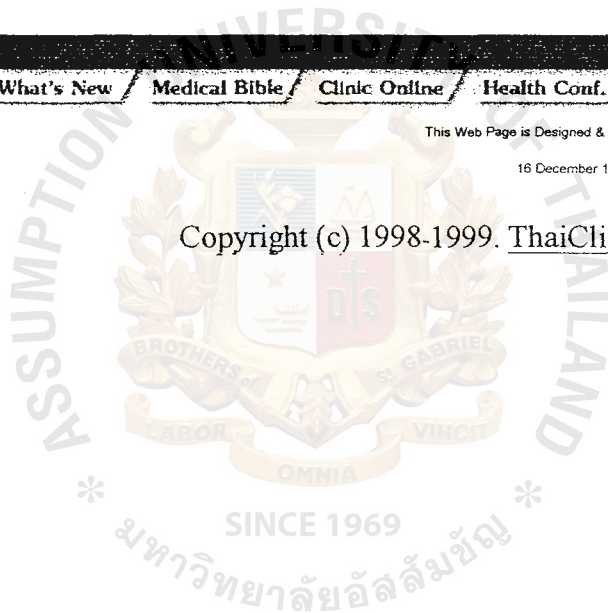 What's New / Medical Bible / Clinic Online / Health Conf.
This Web Page is Designed &
16 December 1
Copyright (c) 1998-1999. ThaiCli
ASSUMPTION UNIVERSITY OF THAILAND
D S
BROTHERS of St GABRIEL
LABOR VINCIT
OMNIA
* SINCE 1969 *
มหาวิทยาลัยอัสสัมชัญ